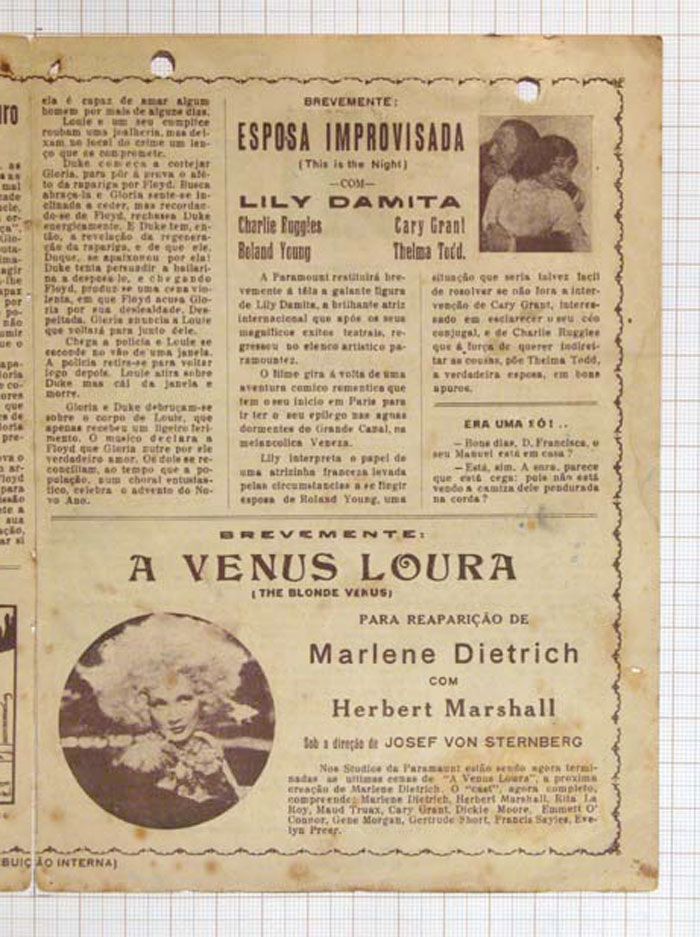 ela é capaz de amar algum
homem por mais de alguns dias.
Louie e um seu cumplice
roubam uma joalheria, mas dei-
xam no local do crime um len-
ço que os compromete.
Duke começa a cortejar
Gloria, para pôr á prova o afé-
to da rapariga por Floyd. Busca
abraça-la e Gloria sente-se in-
clinada a ceder, mas recordan-
do-se de Floyd, rechassa Duke
energicamente. E Duke tem, en-
tão, a revelação da regenera-
ção da rapariga, e de que ele,
Duque, se apaixonou por ela!
Duke tenta persuadir a bailari-
na a desposa-lo, e chegando
Floyd, produz-se uma cena vio-
lenta, em que Floyd acusa Glo-
ria por sua deslealdade. Des-
peitada, Gloria anuncia a Louie
que voltará para junto dele.
Chega a policia e Louie se
esconde no vão de uma janela.
A policia retira-se para voltar
logo depois. Louie atira sobre
Duke mas cái da janela e
morre.
Gloria e Duke debruçam-se
sobre o corpo de Louie, que
apenas recebeu um ligeiro feri-
mento. O musico declara a
Floyd que Gloria nutre por ele
verdadeiro amor. Os dois se re-
conciliam, ao tempo que a po-
pulação, num choral entusias-
tico, celebra o advento do No-
vo Ano.
BREVEMENTE:
ESPOSA IMPROVISADA
(This is the Night)
—COM—
LILY DAMITA
Charlie Ruggles Cary Grant
Roland Young Thelma Todd.
A Paramount restituirá bre-
vemente á téla a galante figura
de Lily Damita, a brilhante atriz
internacional que após os seus
magnificos exitos teatrais, re-
gressou ao elenco artistico pa-
ramountez.
O filme gira á volta de uma
aventura comico romantica que
tem o seu inicio em Paris para
ir ter o seu epilogo nas aguas
dormentes do Grande Canal, na
melancolica Veneza.
Lily interpreta o papel de
uma atrizinha franceza levada
pelas circumstancias a se fingir
esposa de Roland Young, uma
situação que seria talvez facil
de resolver se não fora a inter-
venção de Cary Grant, interes-
sado em esclarecer o seu céo
conjugal, e de Charlie Ruggles
que á força de querer indirei-
tar as cousas, põe Thelma Todd,
a verdadeira esposa, em bons
apuros.
ERA UMA SÓ!..
— Bons dias, D. Francisca, o
seu Manuel está em casa?
— Está, sim. A snra. parece
que está cega: pois não está
vendo a camiza dele pendurada
na corda?
BREVEMENTE:
A VENUS LOURA
(THE BLONDE VENUS)
PARA REAPARIÇÃO DE
Marlene Dietrich
COM
Herbert Marshall
Sob a direção de JOSEF VON STERNBERG
Nos Studios da Paramount estão sendo agora termi-
nadas as ultimas cenas de "A Venus Loura", a proxima
creação de Marlene Dietrich. O "cast", agora completo,
compreende: Marlene Dietrich, Herbert Marshall, Rita La
Roy, Maud Truax, Cary Grant, Dickie Moore, Emmett O'
Connor, Gene Morgan, Gertrude Short, Francis Sayles, Eve-
lyn Preer.
BUIÇÃO INTERNA)